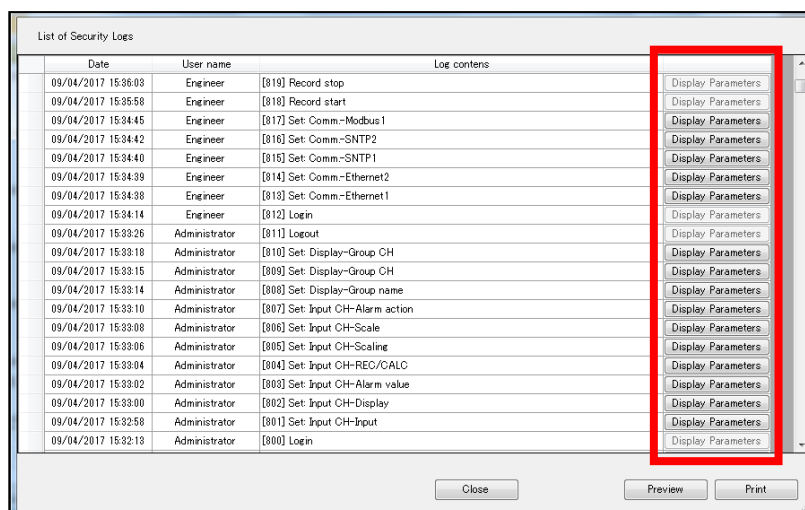 List of Security Logs
Date User name Log contens
09/04/2017 15:36:03 Engineer [819] Record stop Display Parameters
09/04/2017 15:35:58 Engineer [818] Record start Display Parameters
09/04/2017 15:34:45 Engineer [817] Set: Comm.-Modbus1 Display Parameters
09/04/2017 15:34:42 Engineer [816] Set: Comm.-SNTP2 Display Parameters
09/04/2017 15:34:40 Engineer [815] Set: Comm.-SNTP1 Display Parameters
09/04/2017 15:34:39 Engineer [814] Set: Comm.-Ethernet2 Display Parameters
09/04/2017 15:34:38 Engineer [813] Set: Comm.-Ethernet1 Display Parameters
09/04/2017 15:34:14 Engineer [812] Login Display Parameters
09/04/2017 15:33:26 Administrator [811] Logout Display Parameters
09/04/2017 15:33:18 Administrator [810] Set: Display-Group CH Display Parameters
09/04/2017 15:33:15 Administrator [809] Set: Display-Group CH Display Parameters
09/04/2017 15:33:14 Administrator [808] Set: Display-Group name Display Parameters
09/04/2017 15:33:10 Administrator [807] Set: Input CH-Alarm action Display Parameters
09/04/2017 15:33:08 Administrator [806] Set: Input CH-Scale Display Parameters
09/04/2017 15:33:06 Administrator [805] Set: Input CH-Scaling Display Parameters
09/04/2017 15:33:04 Administrator [804] Set: Input CH-REC/CALC Display Parameters
09/04/2017 15:33:02 Administrator [803] Set: Input CH-Alarm value Display Parameters
09/04/2017 15:33:00 Administrator [802] Set: Input CH-Display Display Parameters
09/04/2017 15:32:58 Administrator [801] Set: Input CH-Input Display Parameters
09/04/2017 15:32:13 Administrator [800] Login Display Parameters
Close Preview Print